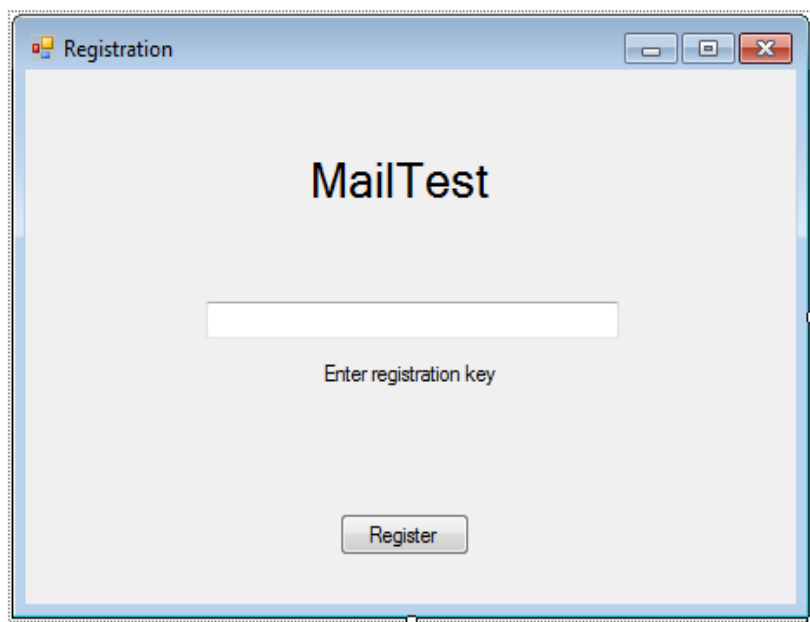 Registration
MailTest
Enter registration key
Register